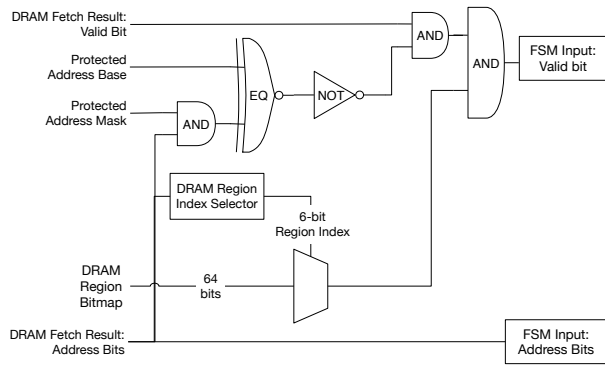 DRAM Fetch Result:
Valid Bit
AND
Protected
Address Base
AND
FSM Input:
Valid bit
EQ
NOT
Protected
Address Mask
AND
DRAM Region
Index Selector
6-bit
Region Index
DRAM
Region
Bitmap
64
bits
DRAM Fetch Result:
Address Bits
FSM Input:
Address Bits